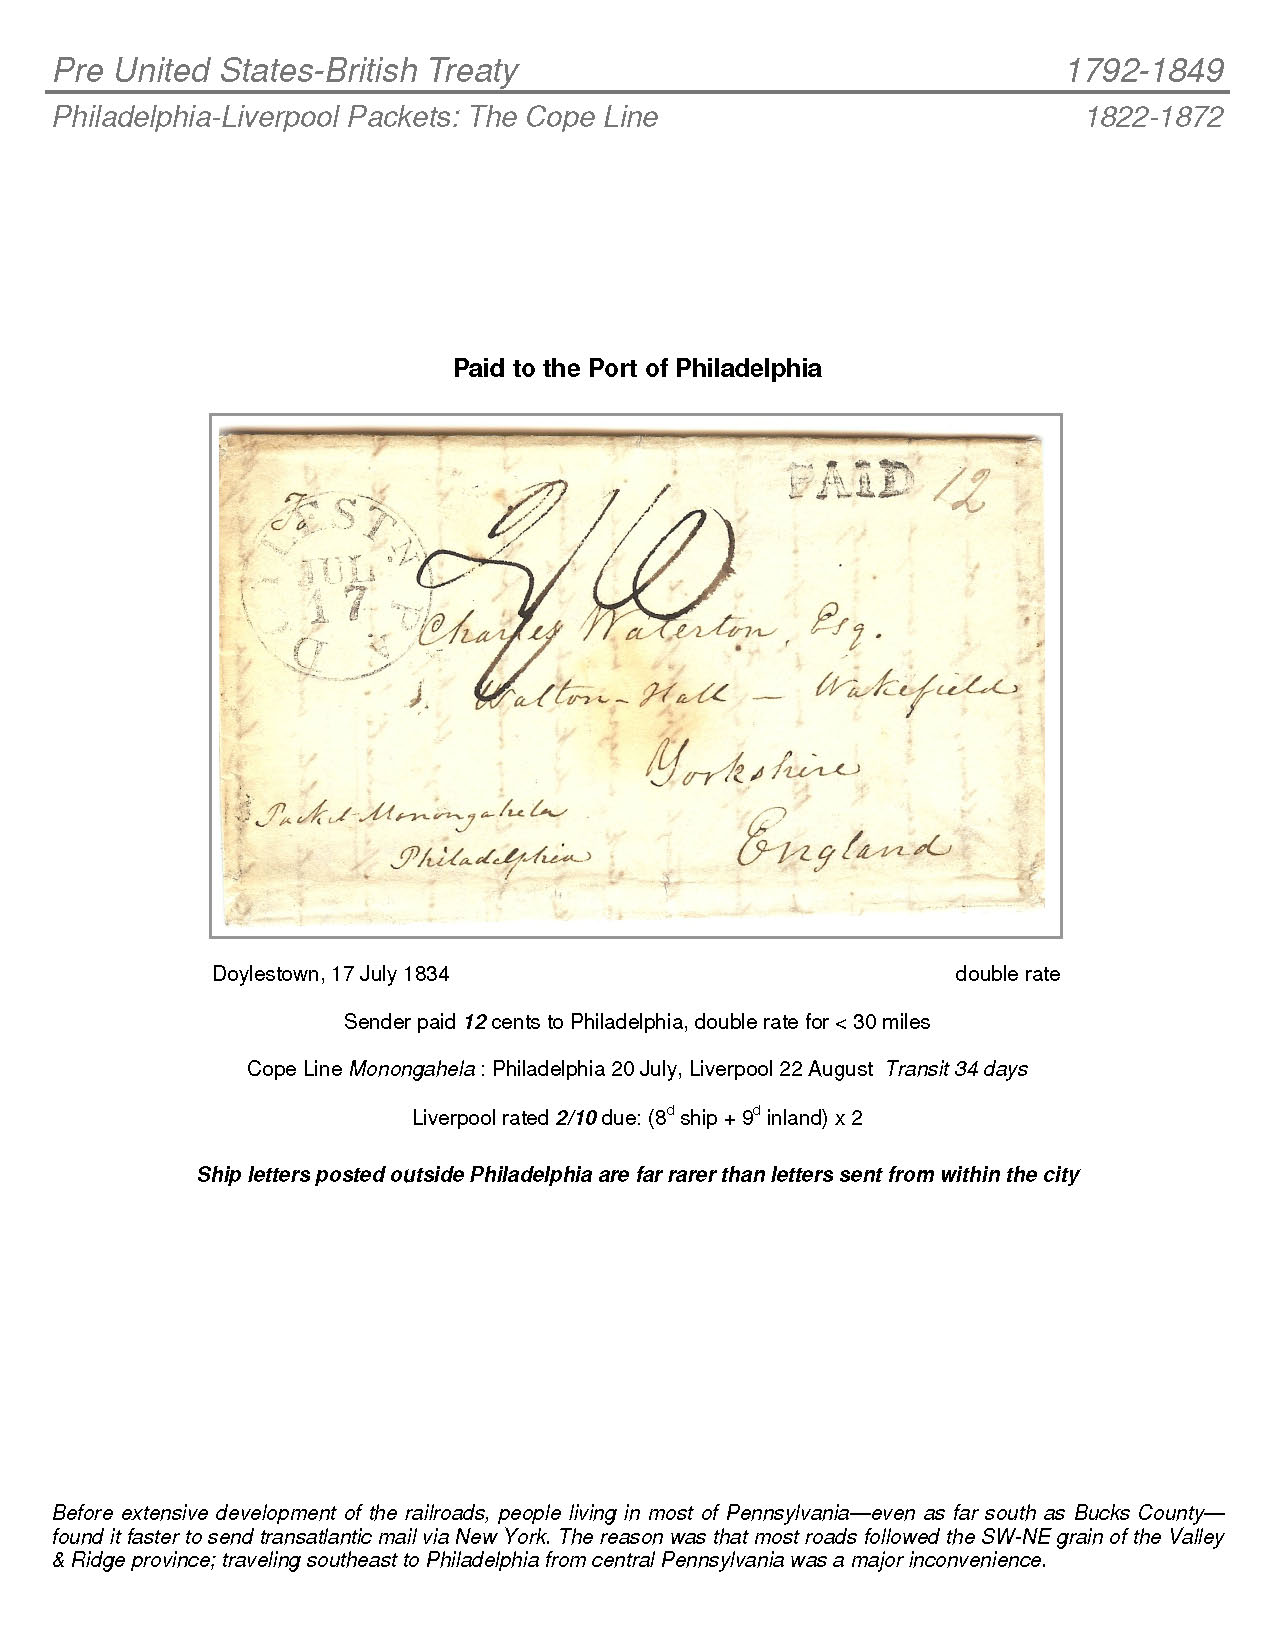 Pre United States-British Treaty 1792-1849
Philadelphia-Liverpool Packets: The Cope Line 1822-1872
Paid to the Port of Philadelphia
PAID 12
To
LESTN
JUL
17
D
PA
2/10
Charles Waterton, Esq.
Walton-Hall — Wakefield
Yorkshire
England
Packet Monongahela
Philadelphia
Doylestown, 17 July 1834 double rate
Sender paid 12 cents to Philadelphia, double rate for < 30 miles
Cope Line Monongahela : Philadelphia 20 July, Liverpool 22 August Transit 34 days
Liverpool rated 2/10 due: (8d ship + 9d inland) x 2
Ship letters posted outside Philadelphia are far rarer than letters sent from within the city
Before extensive development of the railroads, people living in most of Pennsylvania—even as far south as Bucks County—
found it faster to send transatlantic mail via New York. The reason was that most roads followed the SW-NE grain of the Valley
& Ridge province; traveling southeast to Philadelphia from central Pennsylvania was a major inconvenience.